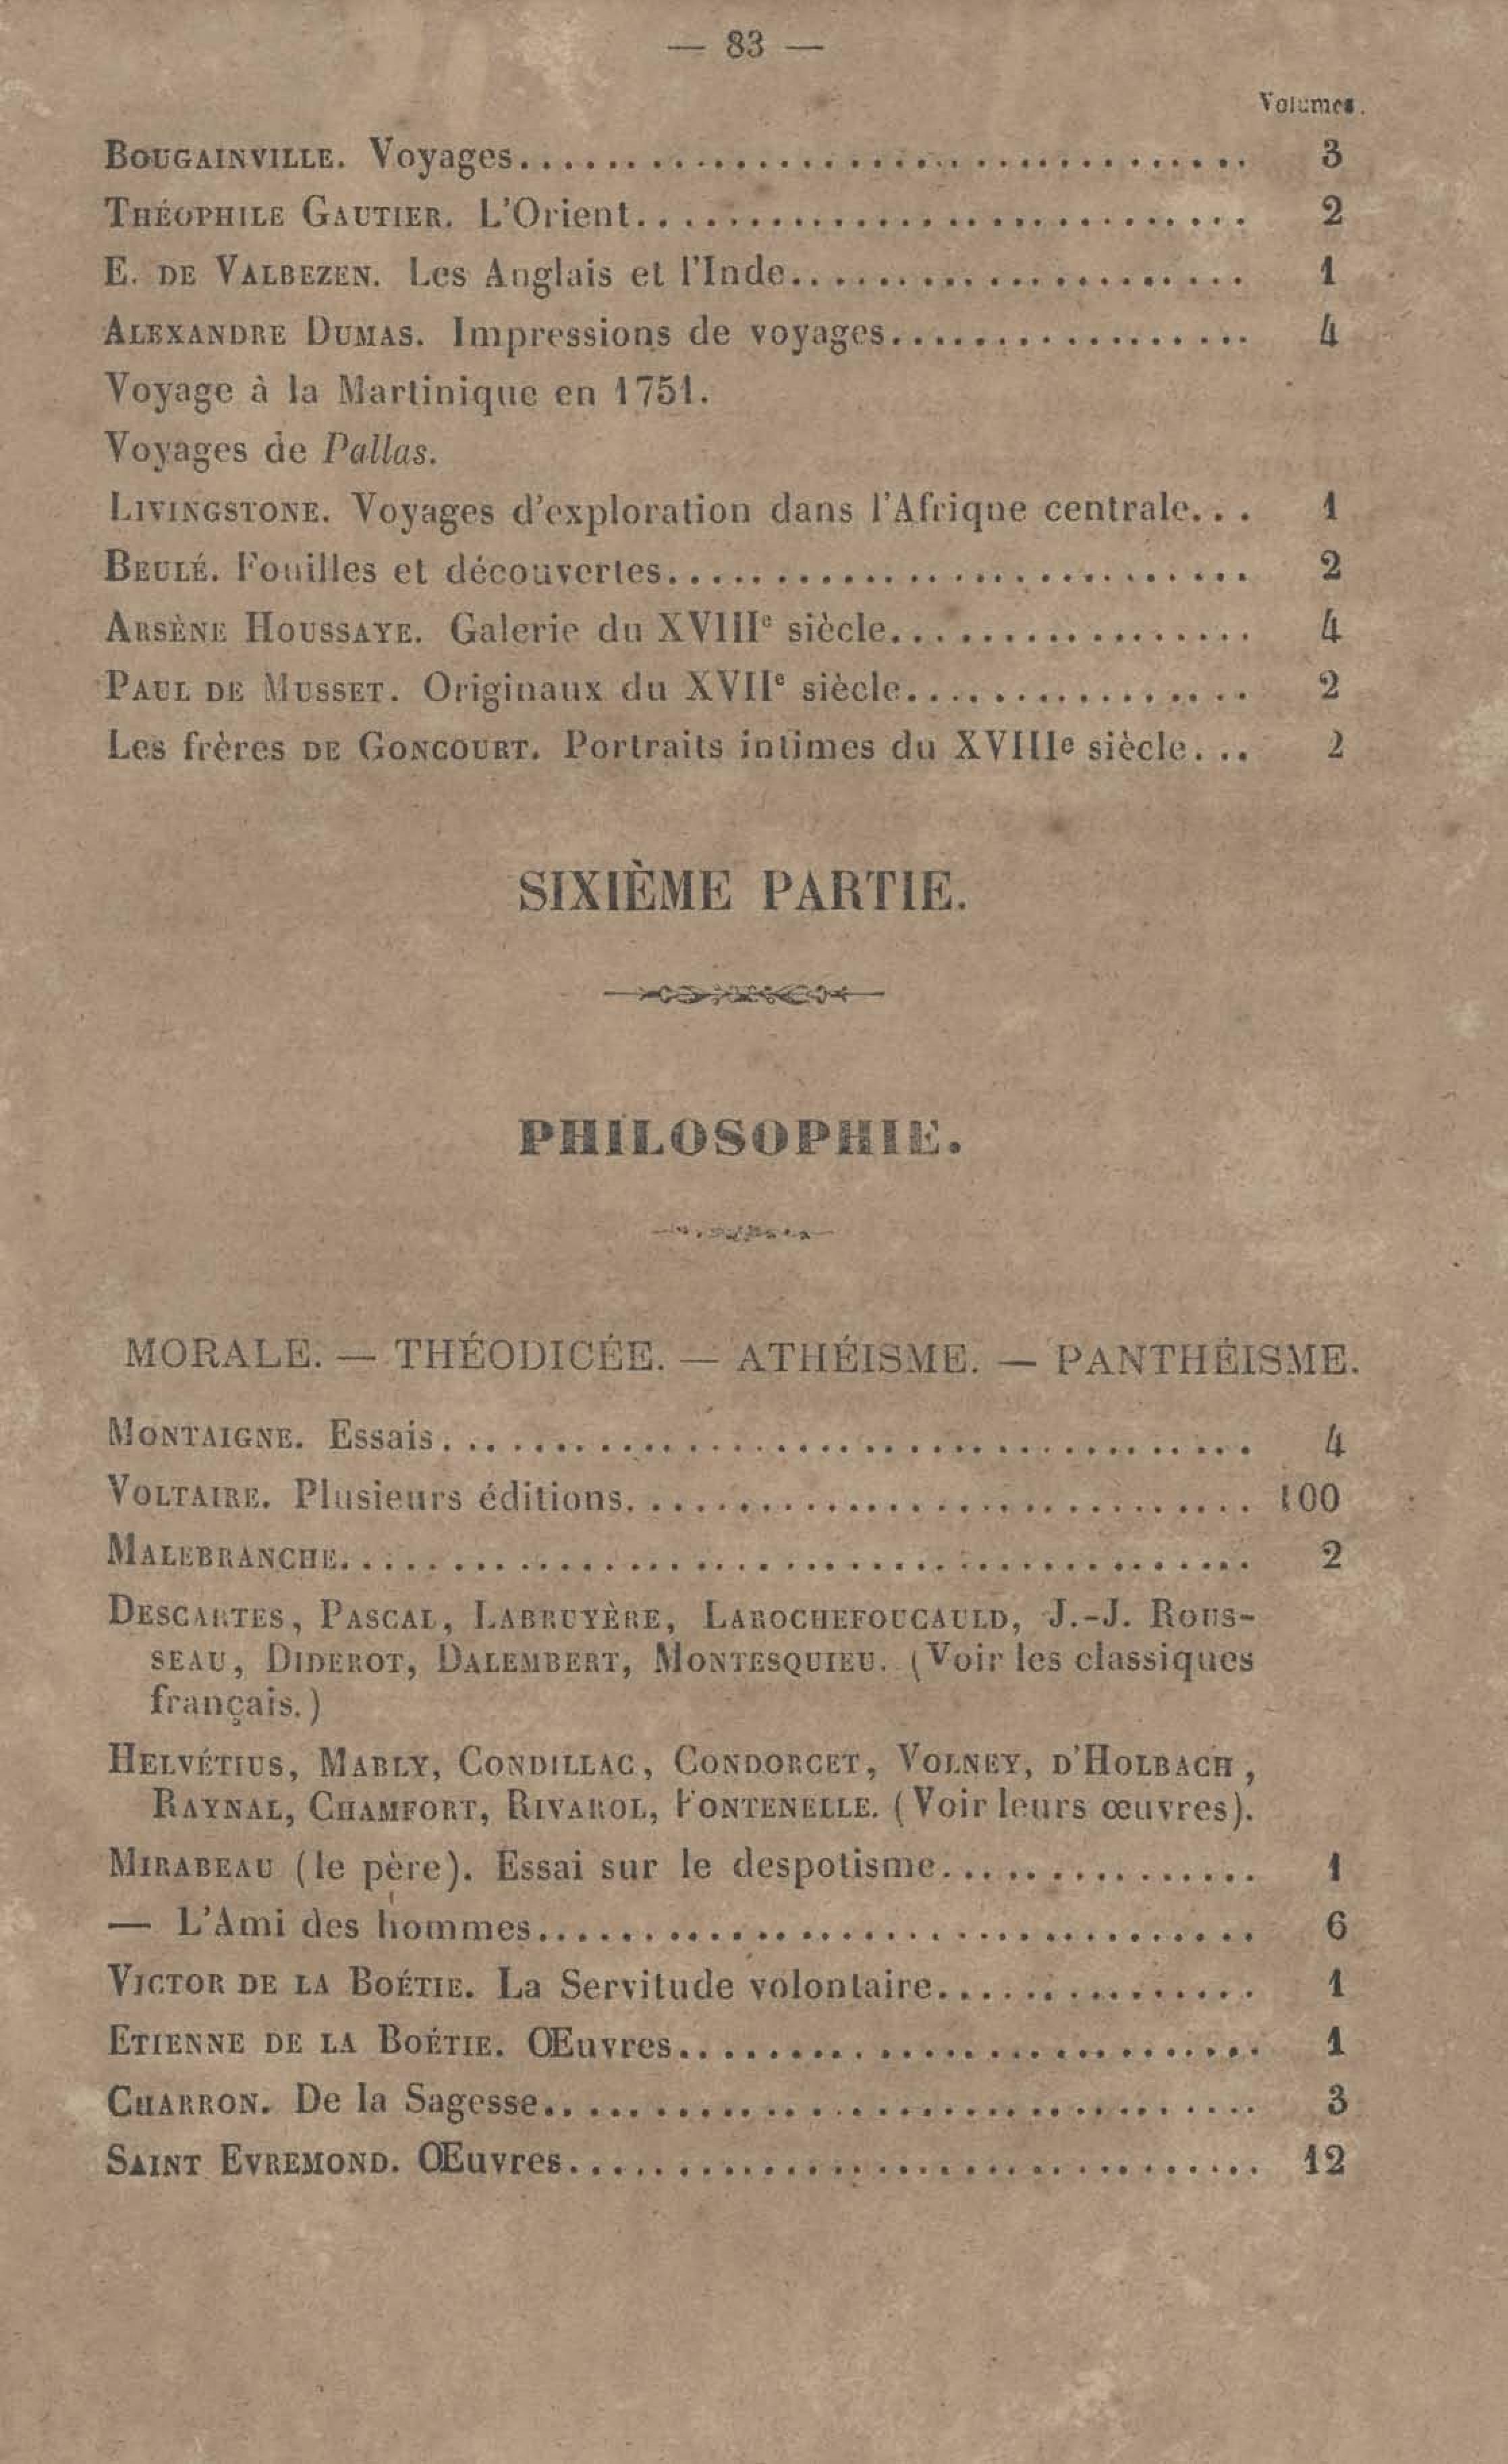 — 83 —
Volumes.
BOUGAINVILLE. Voyages........................................ 3
THÉOPHILE GAUTIER. L'Orient.............................. 2
E. DE VALBEZEN. Les Anglais et l'Inde...................... 1
ALEXANDRE DUMAS. Impressions de voyages................. 4
Voyage à la Martinique en 1751.
Voyages de Pallas.
LIVINGSTONE. Voyages d'exploration dans l'Afrique centrale... 1
BEULÉ. Fouilles et découvertes............................ 2
ARSÈNE HOUSSAYE. Galerie du XVIIIe siècle................. 4
PAUL DE MUSSET. Originaux du XVIIe siècle................ 2
Les frères DE GONCOURT. Portraits intimes du XVIIIe siècle... 2
SIXIÈME PARTIE.
PHILOSOPHIE.
MORALE. — THÉODICÉE. — ATHÉISME. — PANTHÉISME.
MONTAIGNE. Essais...................................... 4
VOLTAIRE. Plusieurs éditions............................. 100
MALEBRANCHE.......................................... 2
DESCARTES, PASCAL, LABRUYÈRE, LAROCHEFOUCAULD, J.-J. ROUS-
SEAU, DIDEROT, DALEMBERT, MONTESQUIEU. (Voir les classiques
français.)
HELVÉTIUS, MABLY, CONDILLAC, CONDORCET, VOLNEY, D'HOLBACH,
RAYNAL, CHAMFORT, RIVAROL, FONTENELLE. (Voir leurs œuvres).
MIRABEAU (le père). Essai sur le despotisme............... 1
— L'Ami des hommes.................................. 6
VICTOR DE LA BOÉTIE. La Servitude volontaire............... 1
ETIENNE DE LA BOÉTIE. Œuvres........................... 1
CHARRON. De la Sagesse................................. 3
SAINT EVREMOND. Œuvres................................ 12